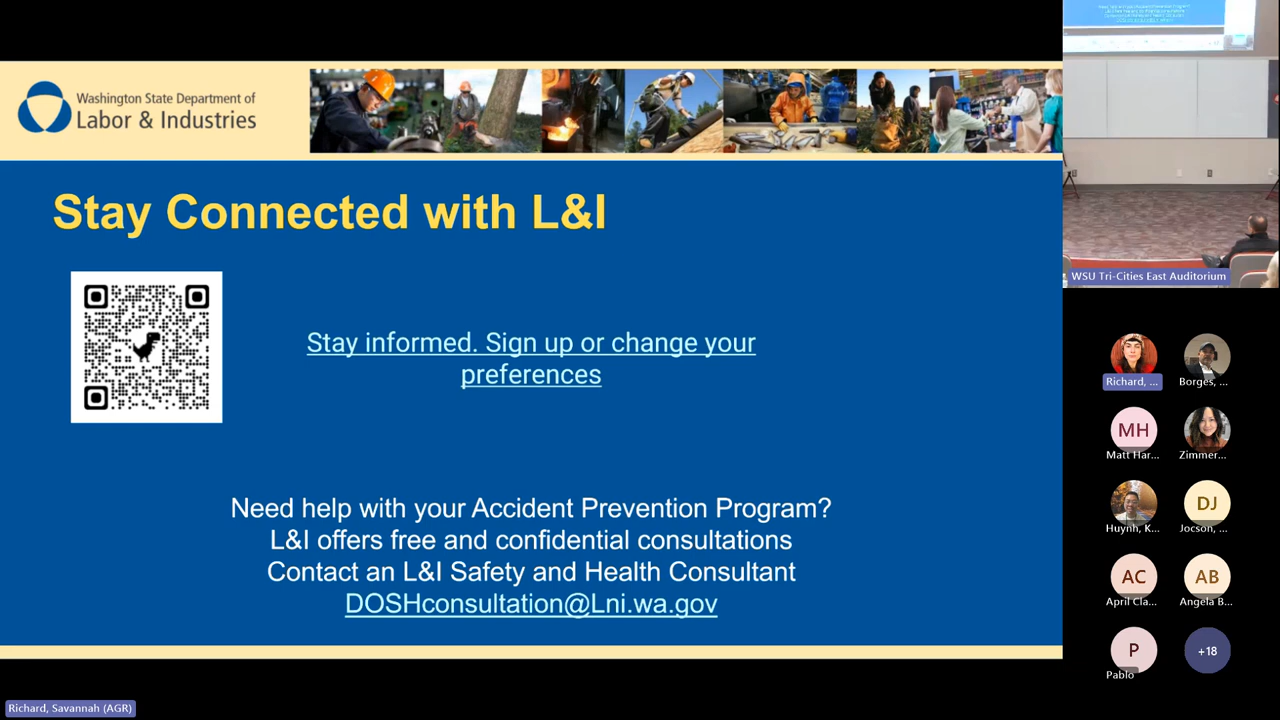 Washington State Department of
Labor & Industries
Stay Connected with L&I
Stay informed. Sign up or change your
preferences
Need help with your Accident Prevention Program?
L&I offers free and confidential consultations
Contact an L&I Safety and Health Consultant
DOSHconsultation@Lni.wa.gov
WSU Tri-Cities East Auditorium
Richard, ...
Borges, ...
MH
Matt Har...
Zimmer...
Huynh, K...
DJ
Jocson, ...
AC
April Cla...
AB
Angela B...
P
Pablo
+18
Richard, Savannah (AGR)